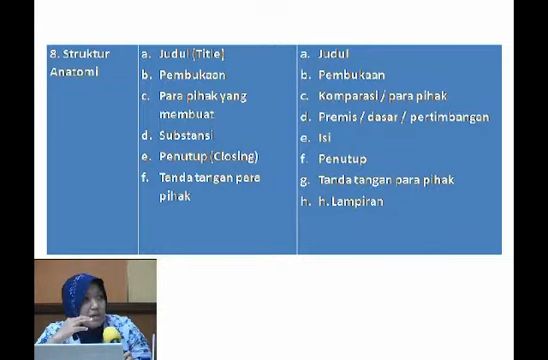 8. Struktur
Anatomi
a. Judul (Title)
b. Pembukaan
c. Para pihak yang
membuat
d. Substansi
e. Penutup (Closing)
f. Tanda tangan para
pihak
a. Judul
b. Pembukaan
c. Komparasi / para pihak
d. Premis / dasar / pertimbangan
e. Isi
f. Penutup
g. Tanda tangan para pihak
h. h. Lampiran